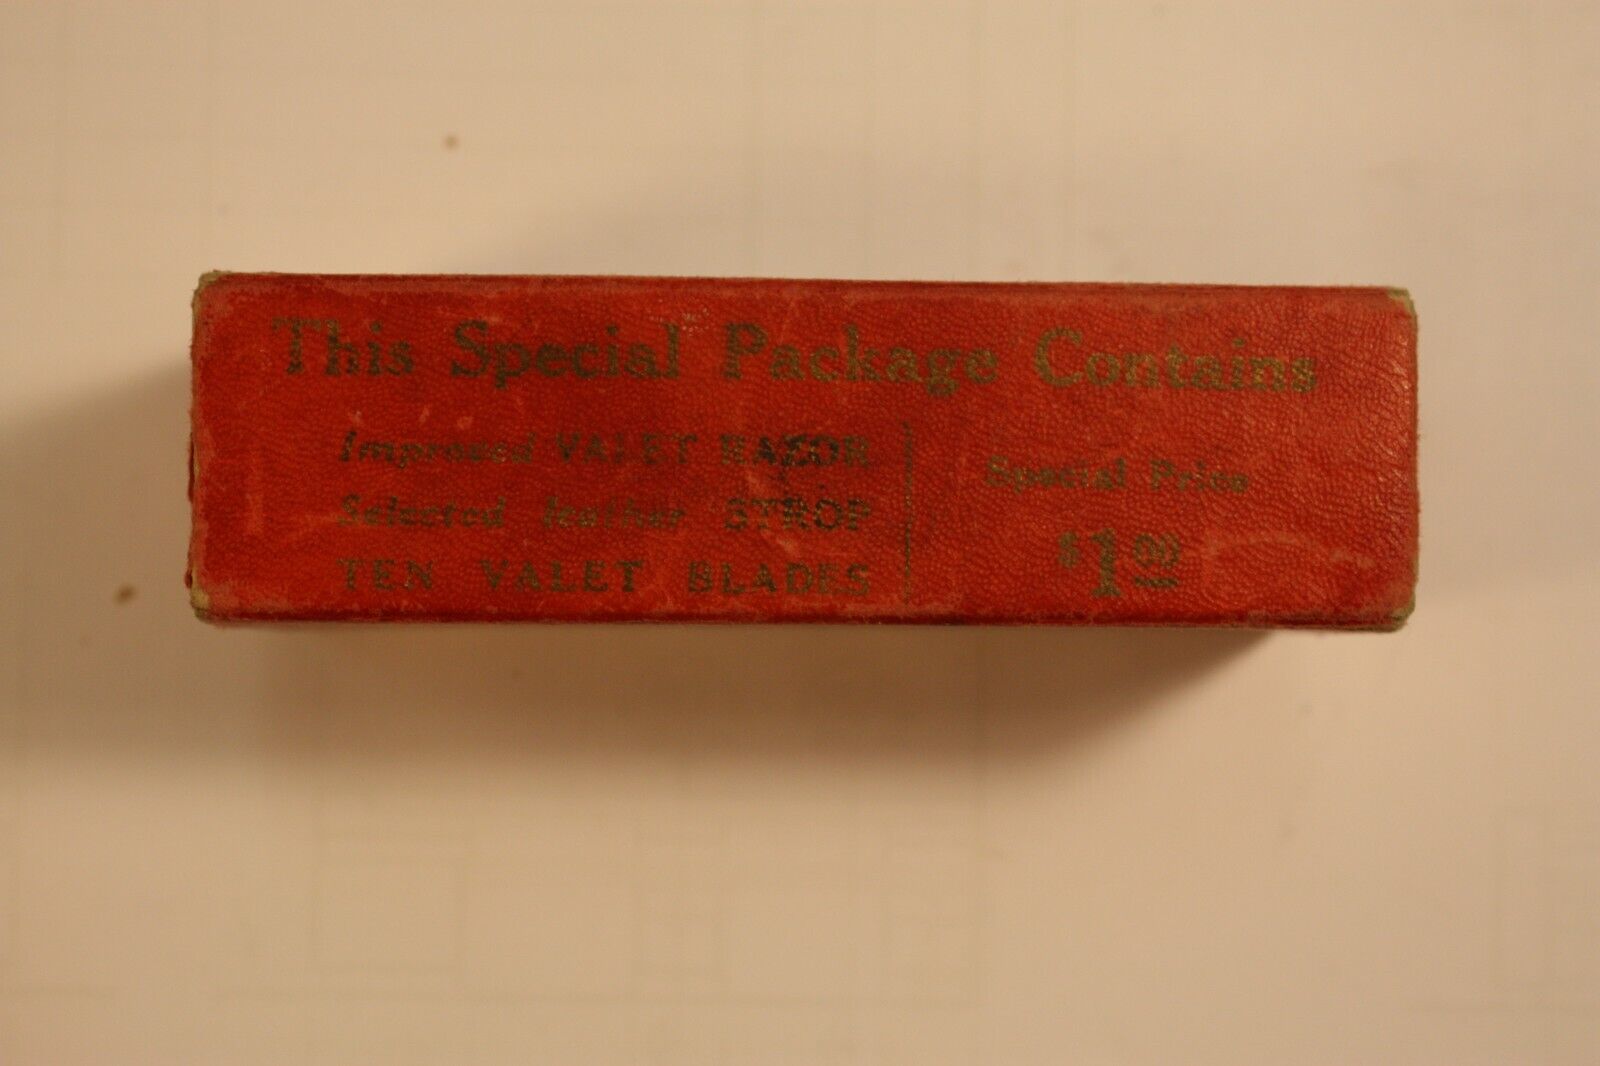 This Special Package Contains
Improved VALET RAZOR
Selected leather STROP
TEN VALET BLADES
Special Price
$1.00